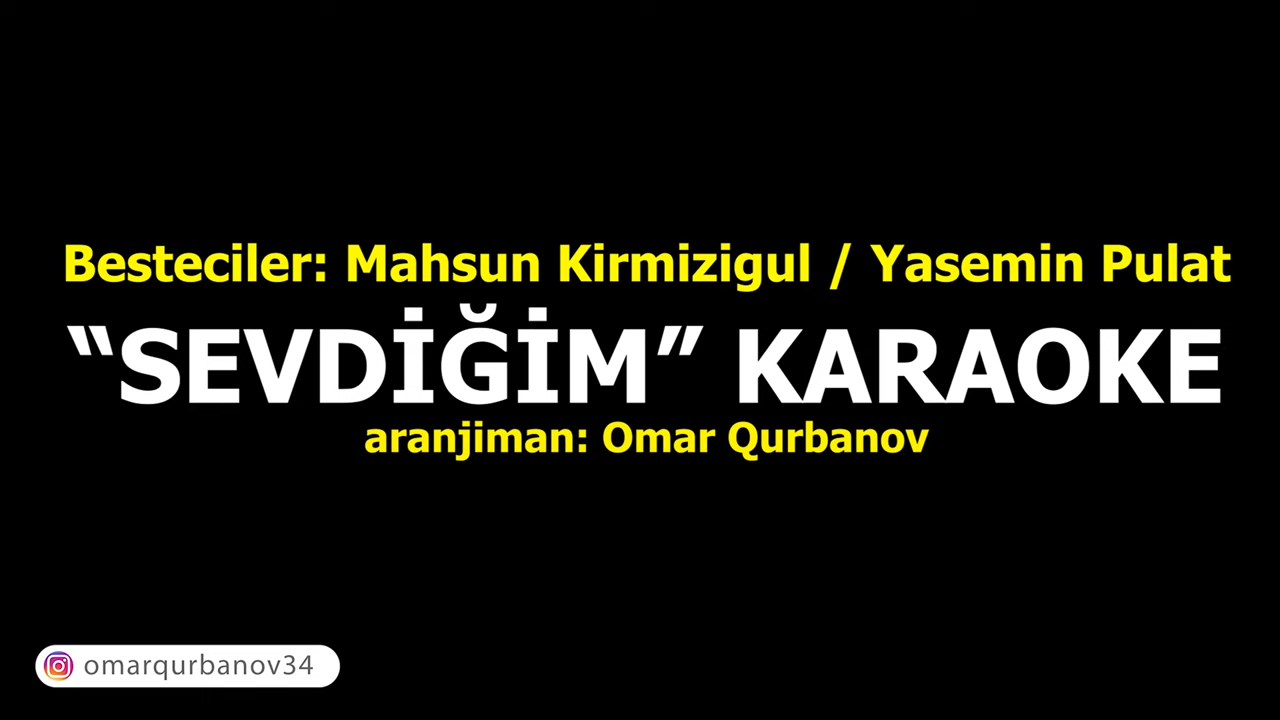 Besteciler: Mahsun Kirmizigul / Yasemin Pulat
“SEVDİĞİM” KARAOKE
aranjiman: Omar Qurbanov
omarqurbanov34